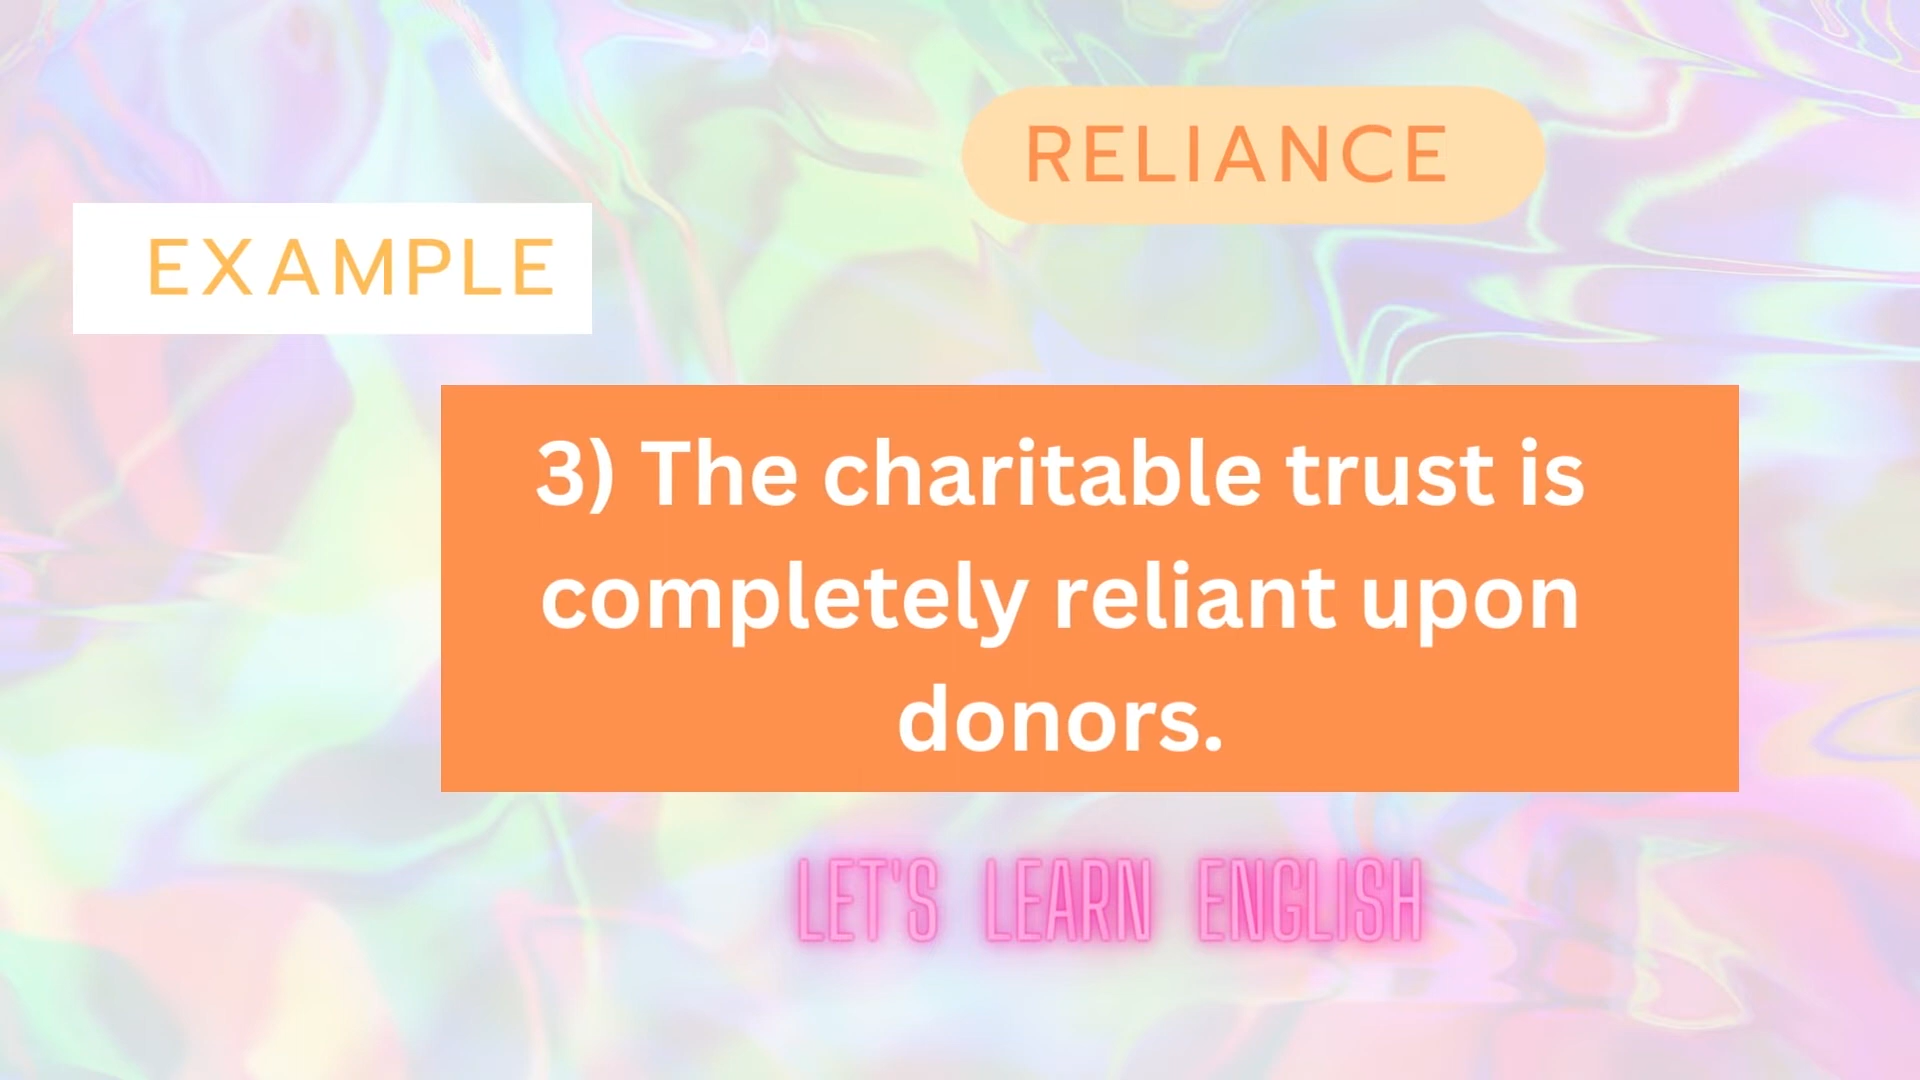 RELIANCE
EXAMPLE
3) The charitable trust is
completely reliant upon
donors.
LET'S LEARN ENGLISH